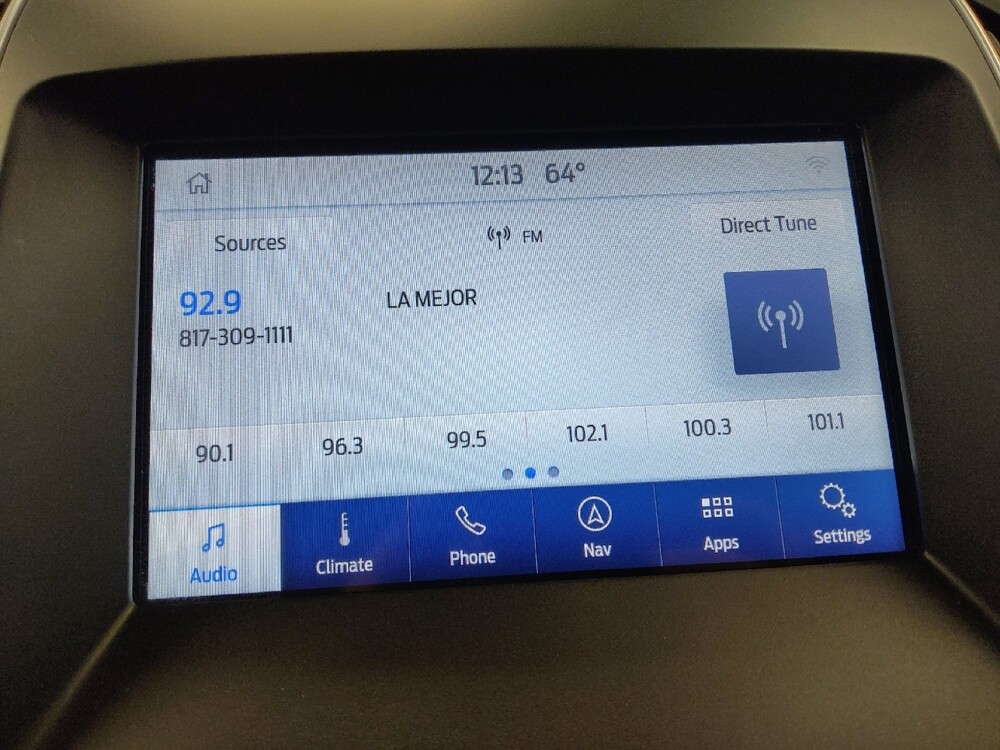 12:13 64°
Sources
FM
Direct Tune
92.9
LA MEJOR
817-309-1111
90.1 96.3 99.5 102.1 100.3 101.1
Audio Climate Phone Nav Apps Settings